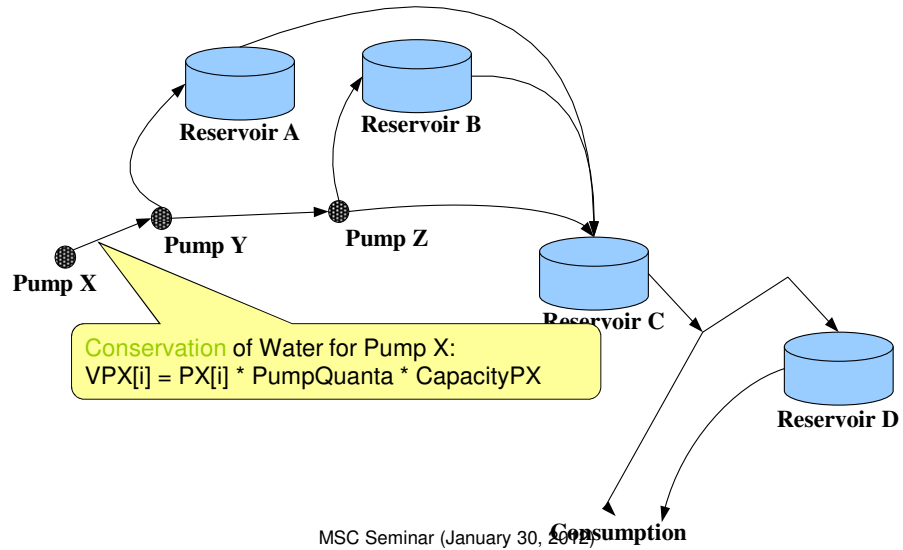 Reservoir A
Reservoir B
Pump Y
Pump Z
Pump X
Reservoir C
Conservation of Water for Pump X:
VPX[i] = PX[i] * PumpQuanta * CapacityPX
Reservoir D
Consumption
MSC Seminar (January 30, 2012)